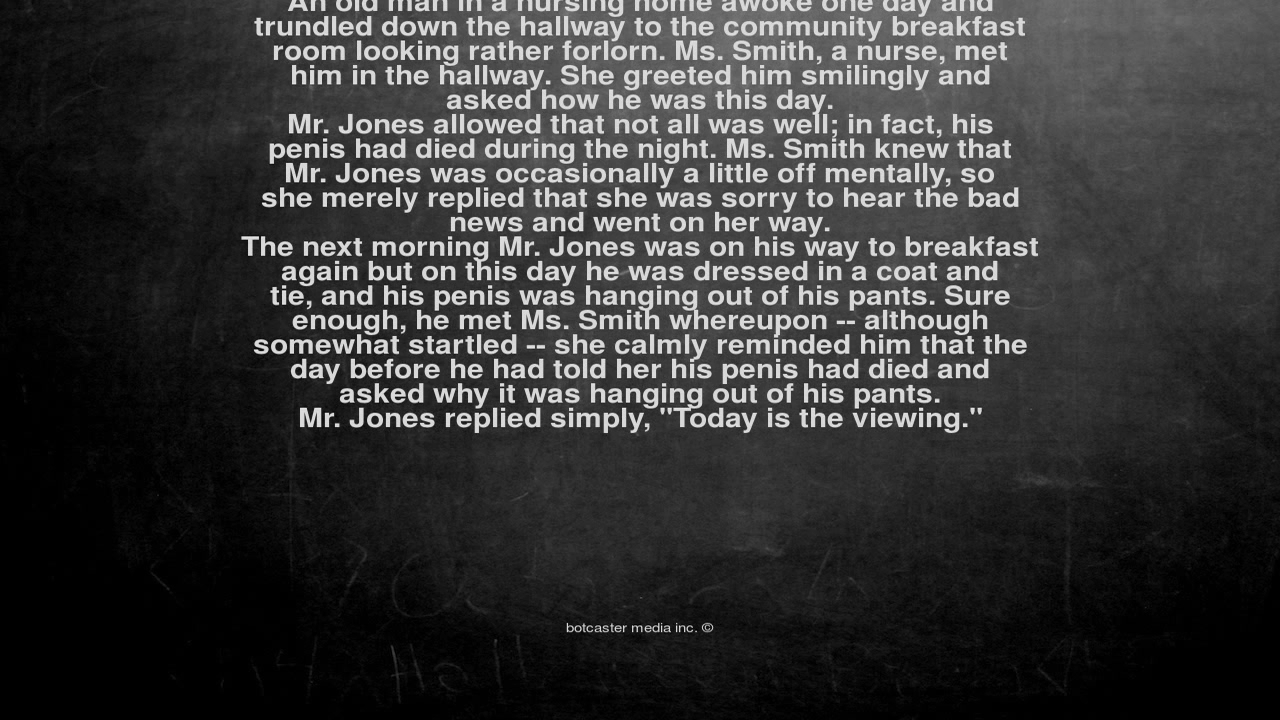 An old man in a nursing home awoke one day and
trundled down the hallway to the community breakfast
room looking rather forlorn. Ms. Smith, a nurse, met
him in the hallway. She greeted him smilingly and
asked how he was this day.
Mr. Jones allowed that not all was well; in fact, his
penis had died during the night. Ms. Smith knew that
Mr. Jones was occasionally a little off mentally, so
she merely replied that she was sorry to hear the bad
news and went on her way.
The next morning Mr. Jones was on his way to breakfast
again but on this day he was dressed in a coat and
tie, and his penis was hanging out of his pants. Sure
enough, he met Ms. Smith whereupon -- although
somewhat startled -- she calmly reminded him that the
day before he had told her his penis had died and
asked why it was hanging out of his pants.
Mr. Jones replied simply, "Today is the viewing."
botcaster media inc. ©